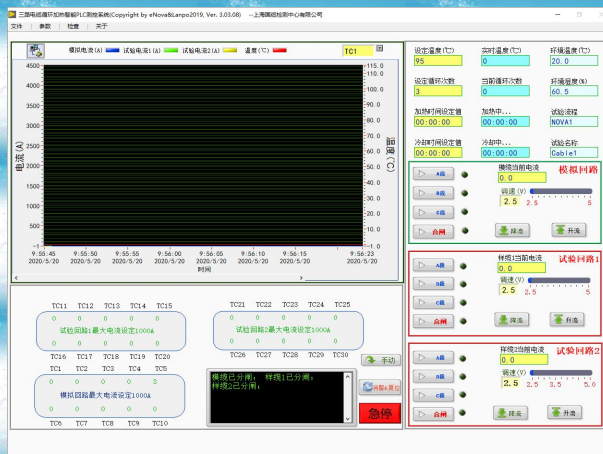 三路电缆循环加热智能PLC测控系统(Copyright by eNova&Lanpo2019, Ver. 3.03.08) --上海国缆检测中心有限公司
文件 参数 检查 关于
模拟电流(A) 试验电流1(A) 试验电流2(A) 温度(℃) TC1
电流(A)
4500
4000
3500
3000
2500
2000
1500
1000
500
-1
115.0
110.0
100.0
90.0
80.0
70.0
60.0
50.0
40.0
30.0
20.0
10.0
-1.0
温度(℃)
9:55:45 9:55:50 9:55:55 9:56:00 9:56:05 9:56:10 9:56:15 9:56:23
2020/5/20 2020/5/20 2020/5/20 2020/5/20 2020/5/20 2020/5/20 2020/5/20 2020/5/20
时间
设定温度(℃) 实时温度(℃) 环境温度(℃)
95 0 20.0
设定循环次数 当前循环次数 环境湿度(%)
3 0 60.5
加热时间设定值 加热中... 试验流程
00:00:00 00:00:00 NOVA1
冷却时间设定值 冷却中... 试验名称
00:00:00 00:00:00 Cable1
模缆当前电流 模拟回路
0.0
A段
B段
C段
合闸
调速(V)
2.5 2.5 5
降流 升流
样缆1当前电流 试验回路1
0.0
A段
B段
C段
合闸
调速(V)
2.5 2.5 5
降流 升流
样缆2当前电流 试验回路2
0.0
A段
B段
C段
合闸
调速(V)
2.5 2.5 3.5 5.0
降流 升流
TC11 TC12 TC13 TC14 TC15
0 0 0 0 0
试验回路1最大电流设定1000A
0 0 0 0 0
TC16 TC17 TC18 TC19 TC20
TC21 TC22 TC23 TC24 TC25
0 0 0 0 0
试验回路2最大电流设定1000A
0 0 0 0 0
TC26 TC27 TC28 TC29 TC30
TC1 TC2 TC3 TC4 TC5
0 0 0 0 3
模拟回路最大电流设定1000A
0 0 0 0 0
TC6 TC7 TC8 TC9 TC10
模缆已分闸, 样缆1已分闸,
样缆2已分闸,
手动
急停